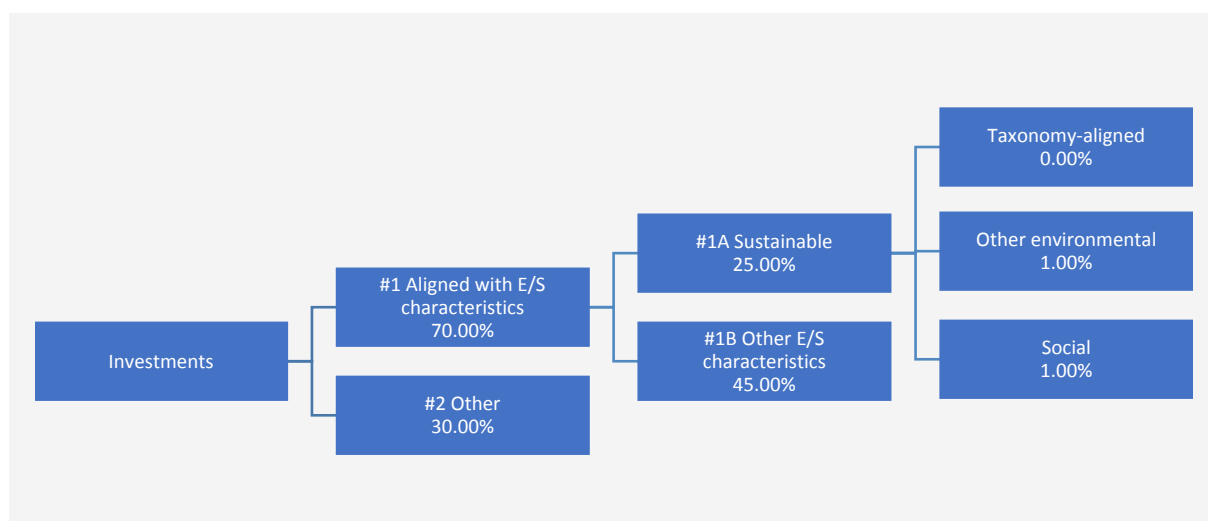 Investments
#1 Aligned with E/S
characteristics
70.00%
#2 Other
30.00%
#1A Sustainable
25.00%
#1B Other E/S
characteristics
45.00%
Taxonomy-aligned
0.00%
Other environmental
1.00%
Social
1.00%